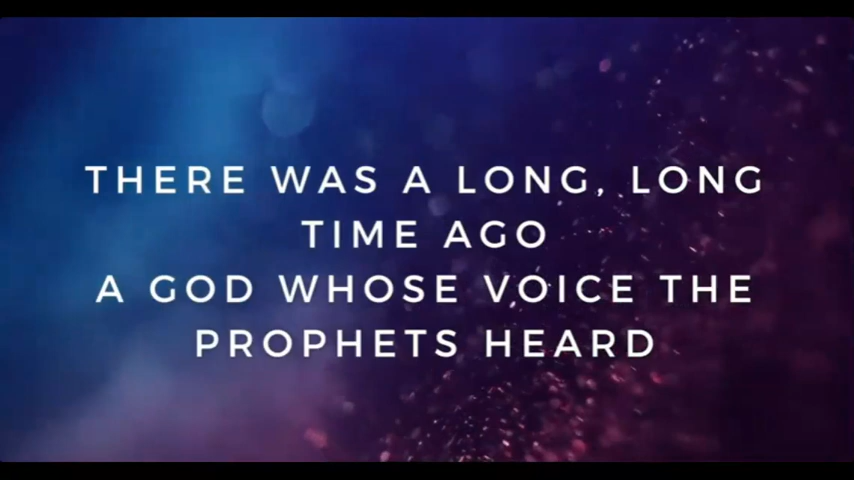 THERE WAS A LONG, LONG
TIME AGO
A GOD WHOSE VOICE THE
PROPHETS HEARD